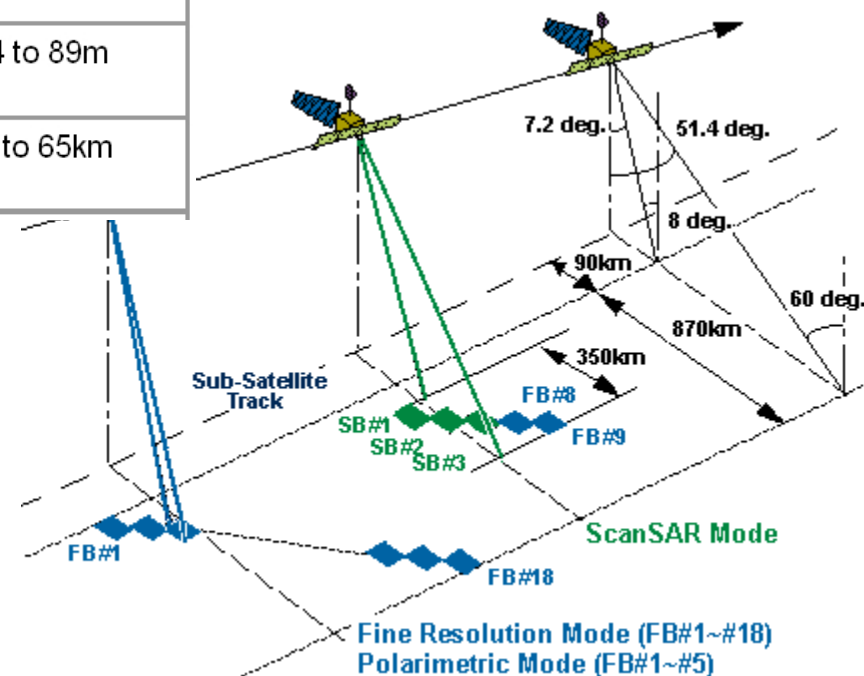 to 89m
to 65km
7.2 deg.
51.4 deg.
8 deg.
90km
60 deg.
870km
350km
Sub-Satellite
Track
FB#8
SB#1
FB#9
SB#2
SB#3
ScanSAR Mode
FB#1
FB#18
Fine Resolution Mode (FB#1~#18)
Polarimetric Mode (FB#1~#5)